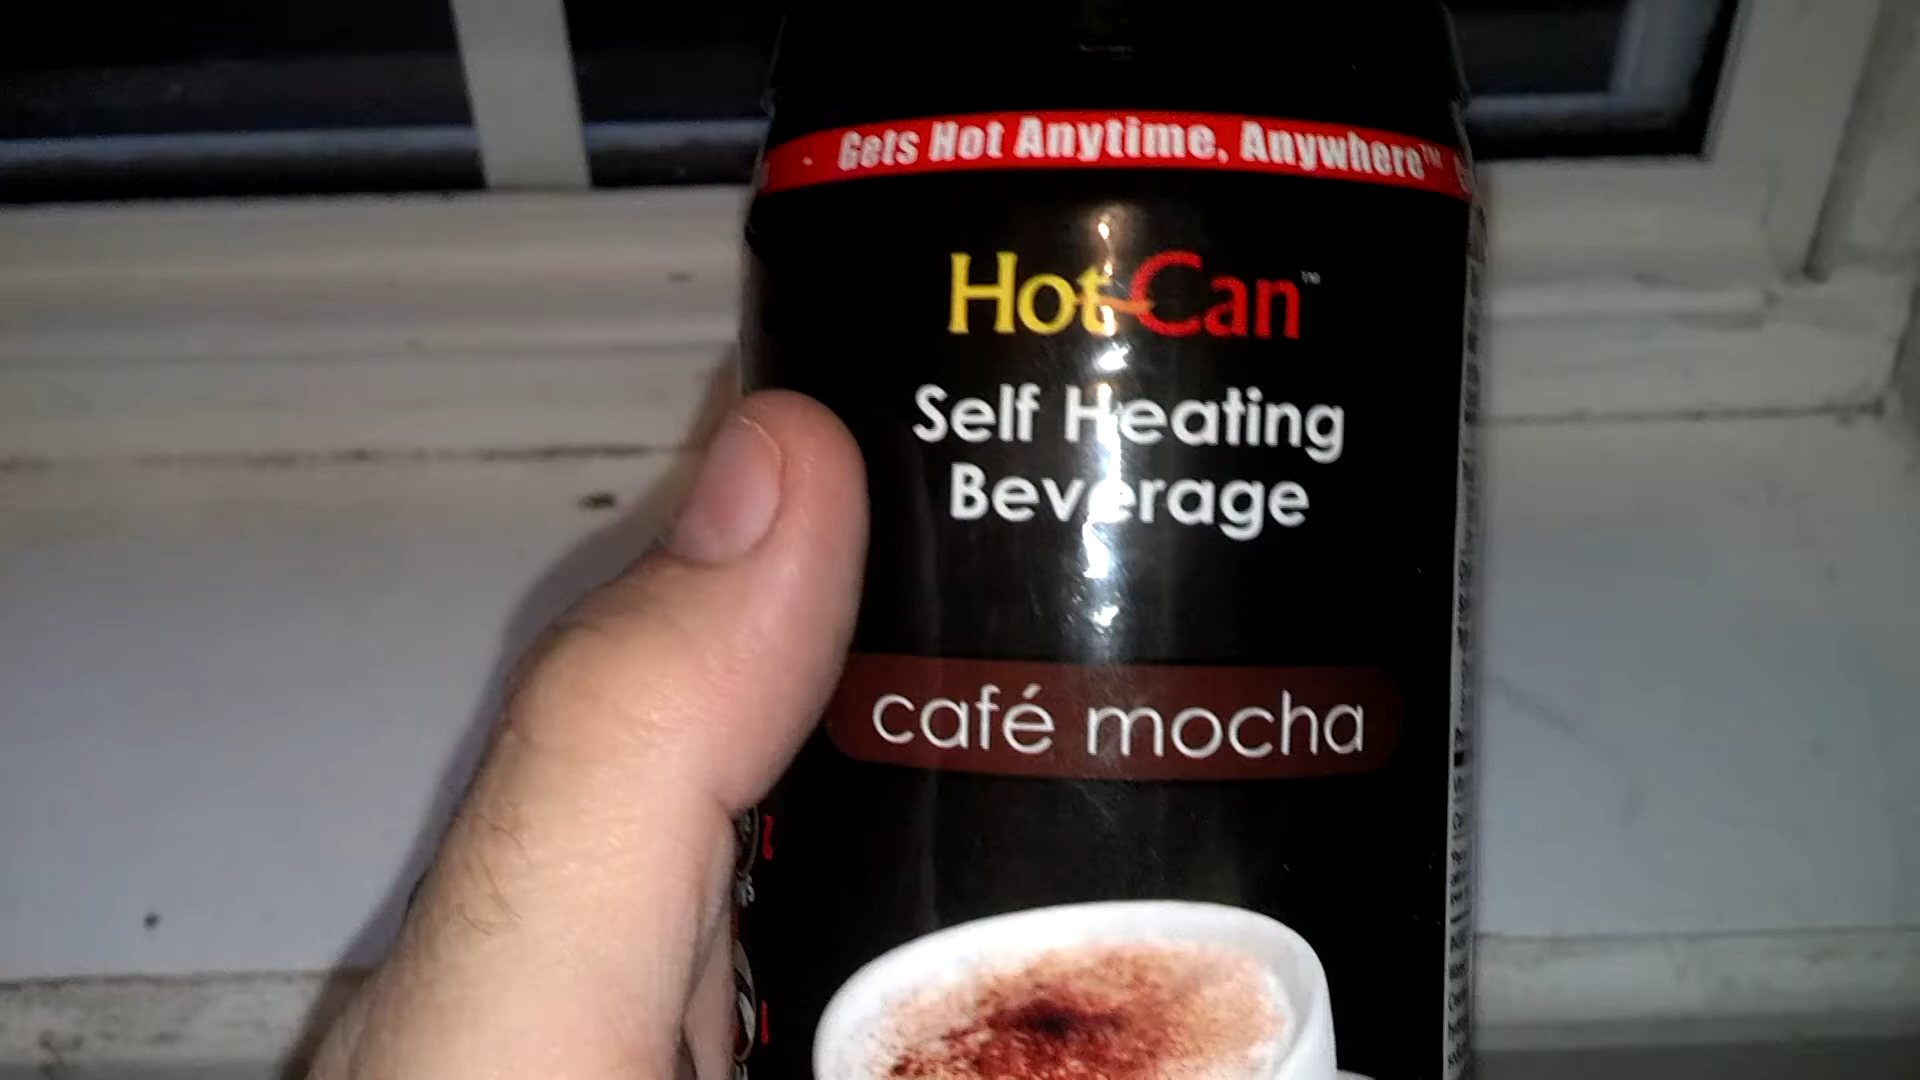 Gets Hot Anytime, Anywhere™
Hot-Can™
Self Heating
Beverage
café mocha